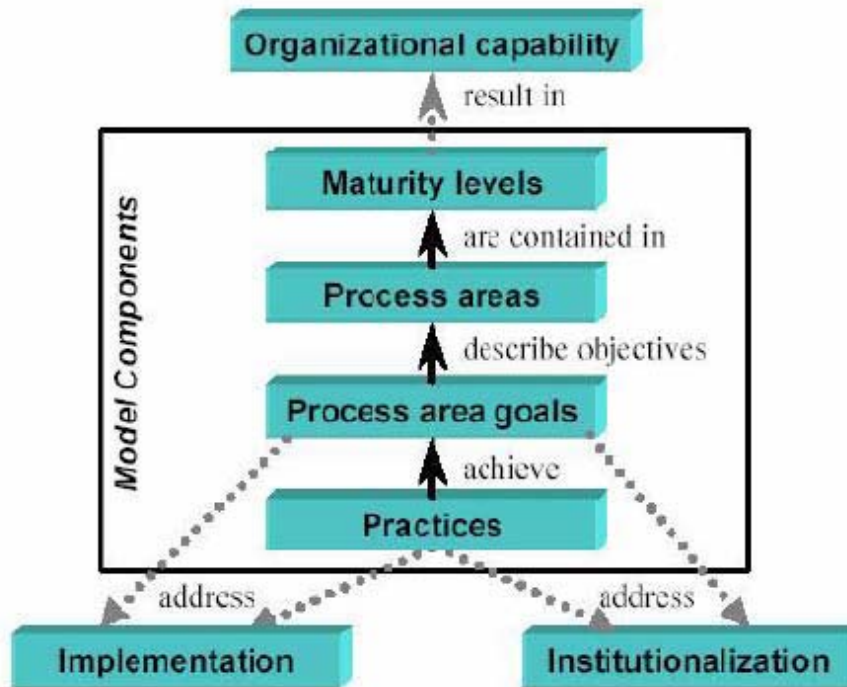 Organizational capability
result in
Model Components
Maturity levels
are contained in
Process areas
describe objectives
Process area goals
achieve
Practices
address
address
Implementation
Institutionalization